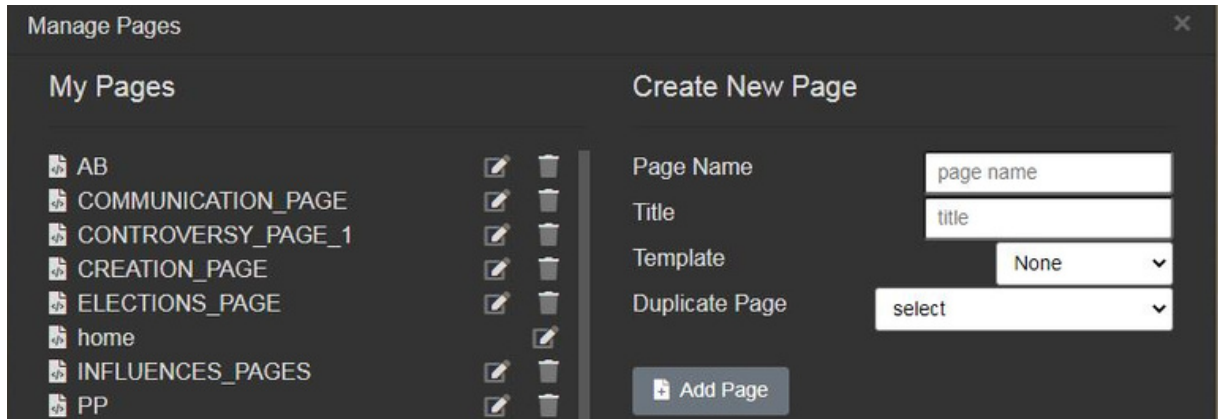 Manage Pages
My Pages
AB
COMMUNICATION_PAGE
CONTROVERSY_PAGE_1
CREATION_PAGE
ELECTIONS_PAGE
home
INFLUENCES_PAGES
PP
Create New Page
Page Name
page name
Title
title
Template
None
Duplicate Page
select
Add Page